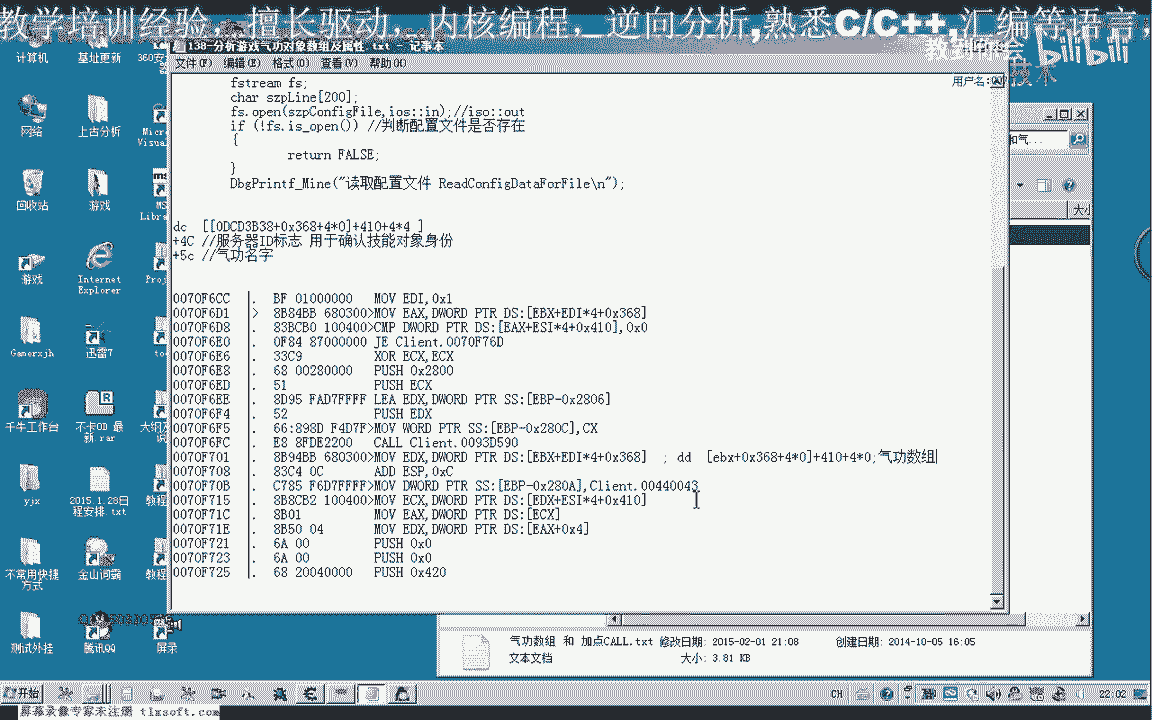 教学培训经验，擅长驱动，内核编程，逆向分析,熟悉C/C++,汇编等语言；
138-分析游戏气功对象数组及属性.txt - 记事本
bilibili
计算机
基址更新
文件(F) 编辑(E) 格式(O) 查看(V) 帮助(H)
用户名:
技术
fstream fs;
char szpLine[200];
fs.open(szpConfigFile,ios::in);//iso::out
if (!fs.is_open()) //判断配置文件是否存在
{
return FALSE;
}
DbgPrintf_Mine("读取配置文件 ReadConfigDataForFile\n");
dc [[0DCD3B38+0x368+4*0]+410+4*4 ]
+4C //服务器ID标志 用于确认技能对象身份
+5c //气功名字
0070F6CC |. BF 01000000 MOV EDI,0x1
0070F6D1 |> 8B84BB 680300>MOV EAX,DWORD PTR DS:[EBX+EDI*4+0x368]
0070F6D8 |. 83BCB0 100400>CMP DWORD PTR DS:[EAX+ESI*4+0x410],0x0
0070F6E0 |. 0F84 87000000 JE Client.0070F76D
0070F6E6 |. 33C9 XOR ECX,ECX
0070F6E8 |. 68 00280000 PUSH 0x2800
0070F6ED |. 51 PUSH ECX
0070F6EE |. 8D95 FAD7FFFF LEA EDX,DWORD PTR SS:[EBP-0x2806]
0070F6F4 |. 52 PUSH EDX
0070F6F5 |. 66:898D F4D7F>MOV WORD PTR SS:[EBP-0x280C],CX
0070F6FC |. E8 8FDE2200 CALL Client.0093D590
0070F701 |. 8B94BB 680300>MOV EDX,DWORD PTR DS:[EBX+EDI*4+0x368] ; dd [ebx+0x368+4*0]+410+4*0;气功数组
0070F708 |. 83C4 0C ADD ESP,0xC
0070F70B |. C785 F6D7FFFF>MOV DWORD PTR SS:[EBP-0x280A],Client.00440043
0070F715 |. 8B8CB2 100400>MOV ECX,DWORD PTR DS:[EDX+ESI*4+0x410]
0070F71C |. 8B01 MOV EAX,DWORD PTR DS:[ECX]
0070F71E |. 8B50 04 MOV EDX,DWORD PTR DS:[EAX+0x4]
0070F721 |. 6A 00 PUSH 0x0
0070F723 |. 6A 00 PUSH 0x0
0070F725 |. 68 20040000 PUSH 0x420
网络
上古分析
回收站
游戏
游戏
Internet Explorer
Gamerxjh
迅雷7
千牛工作台
不卡OD 最新.rar
yjx
2015.1.28日程安排.txt
教程
不常用快捷方式
金山词霸
教程
测试外挂
腾讯QQ
屏录
大小
气功数组 和 加点CALL.txt 修改日期: 2015-02-01 21:08 创建日期: 2014-10-05 16:05
文本文档 大小: 3.81 KB
开始
CH
22:02
屏幕录像专家未注册 tlxsoft.com